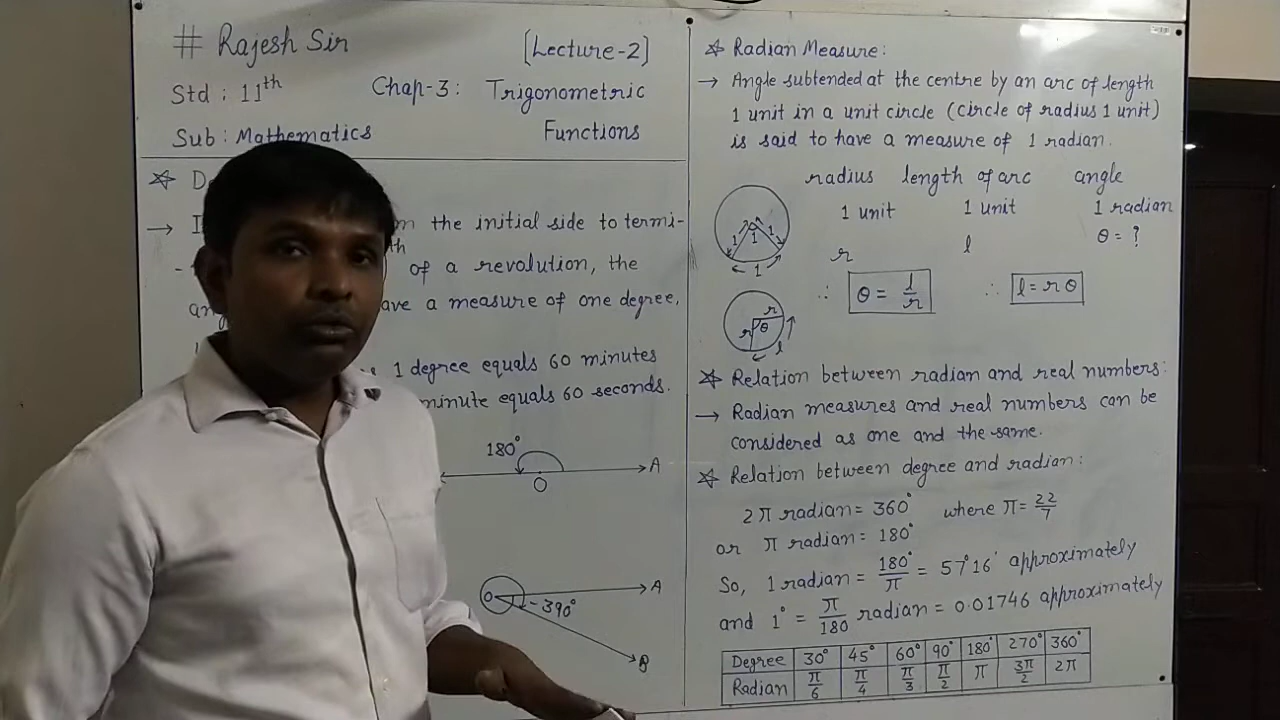 # Rajesh Sir
[Lecture-2]
Std : 11th
Chap-3 : Trigonometric
Functions
Sub : Mathematics
☆ D
→ I m the initial side to termi-
- th of a revolution, the
an ave a measure of one degree,
1 degree equals 60 minutes
minute equals 60 seconds.
180°
O A
O A
-390°
B
☆ Radian Measure:
→ Angle subtended at the centre by an arc of length
1 unit in a unit circle (circle of radius 1 unit)
is said to have a measure of 1 radian.
radius length of arc angle
1 unit 1 unit 1 radian
r l θ = ?
1 1 1
1
∴ θ = l/r ∴ l = r θ
r
r θ
l
☆ Relation between radian and real numbers:
→ Radian measures and real numbers can be
considered as one and the same.
☆ Relation between degree and radian:
2π radian = 360° where π = 22/7
or π radian = 180°
So, 1 radian = 180°/π = 57°16' approximately
and 1° = π/180 radian = 0.01746 approximately
Degree 30° 45° 60° 90° 180° 270° 360°
Radian π/6 π/4 π/3 π/2 π 3π/2 2π